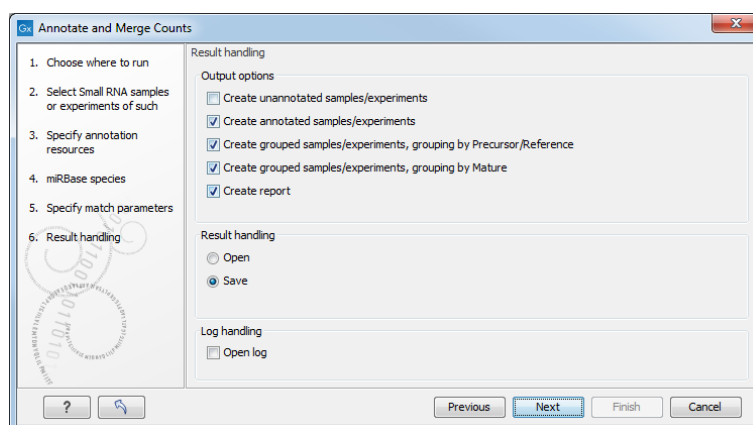 Gx Annotate and Merge Counts
1. Choose where to run
2. Select Small RNA samples
or experiments of such
3. Specify annotation
resources
4. miRBase species
5. Specify match parameters
6. Result handling
Result handling
Output options
Create unannotated samples/experiments
Create annotated samples/experiments
Create grouped samples/experiments, grouping by Precursor/Reference
Create grouped samples/experiments, grouping by Mature
Create report
Result handling
Open
Save
Log handling
Open log
?
Previous
Next
Finish
Cancel